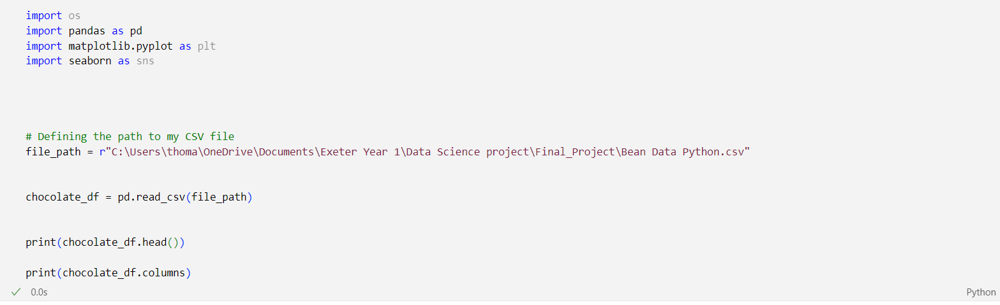 import os
import pandas as pd
import matplotlib.pyplot as plt
import seaborn as sns
# Defining the path to my CSV file
file_path = r"C:\Users\thoma\OneDrive\Documents\Exeter Year 1\Data Science project\Final_Project\Bean Data Python.csv"
chocolate_df = pd.read_csv(file_path)
print(chocolate_df.head())
print(chocolate_df.columns)
0.0s
Python